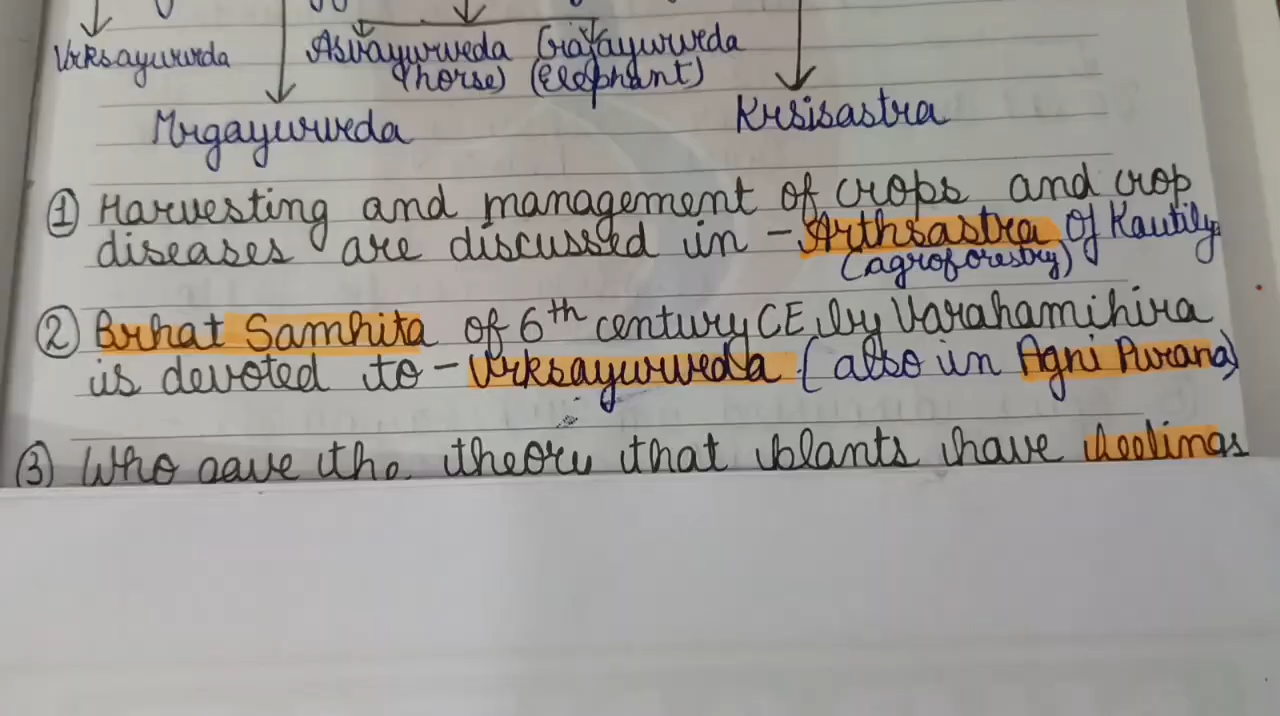 Vrksayurveda Asvayurveda Gajayurveda
(horse) (Elephant)
Mrgayurveda Krsisastra
① Harvesting and management of crops and crop
diseases are discussed in - Arthsastra of Kautily
(agroforestry)
② Brhat Samhita of 6th century CE by Varahamihira
is devoted to - Vrksayurveda (also in Agni Purana)
③ Who gave the theory that plants have feelings